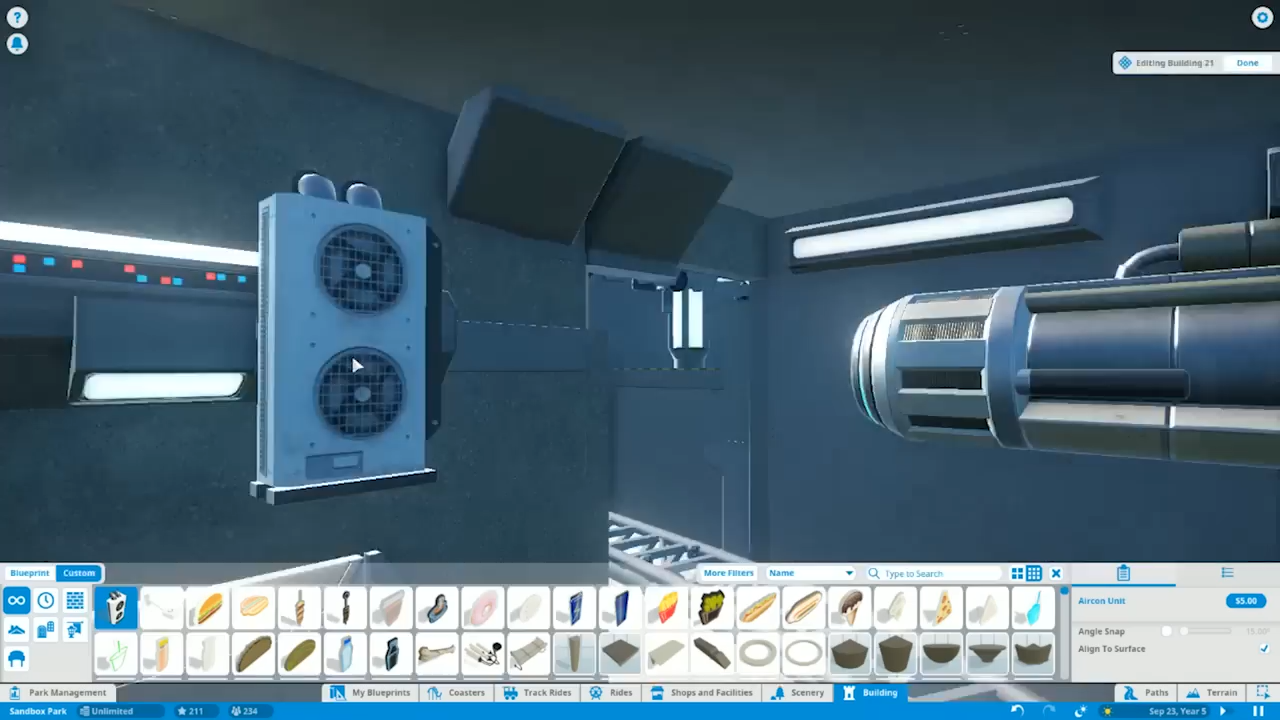 ?
Editing Building 21 Done
Blueprint Custom More Filters Name Type to Search
Aircon Unit $5.00
Angle Snap 15.00°
Align To Surface
Park Management My Blueprints Coasters Track Rides Rides Shops and Facilities Scenery Building Paths Terrain
Sandbox Park Unlimited 211 234 Sep 23, Year 5